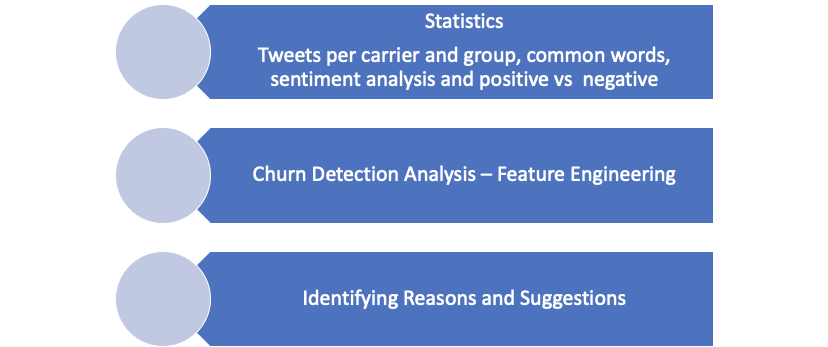 Statistics
Tweets per carrier and group, common words,
sentiment analysis and positive vs  negative
Churn Detection Analysis – Feature Engineering
Identifying Reasons and Suggestions